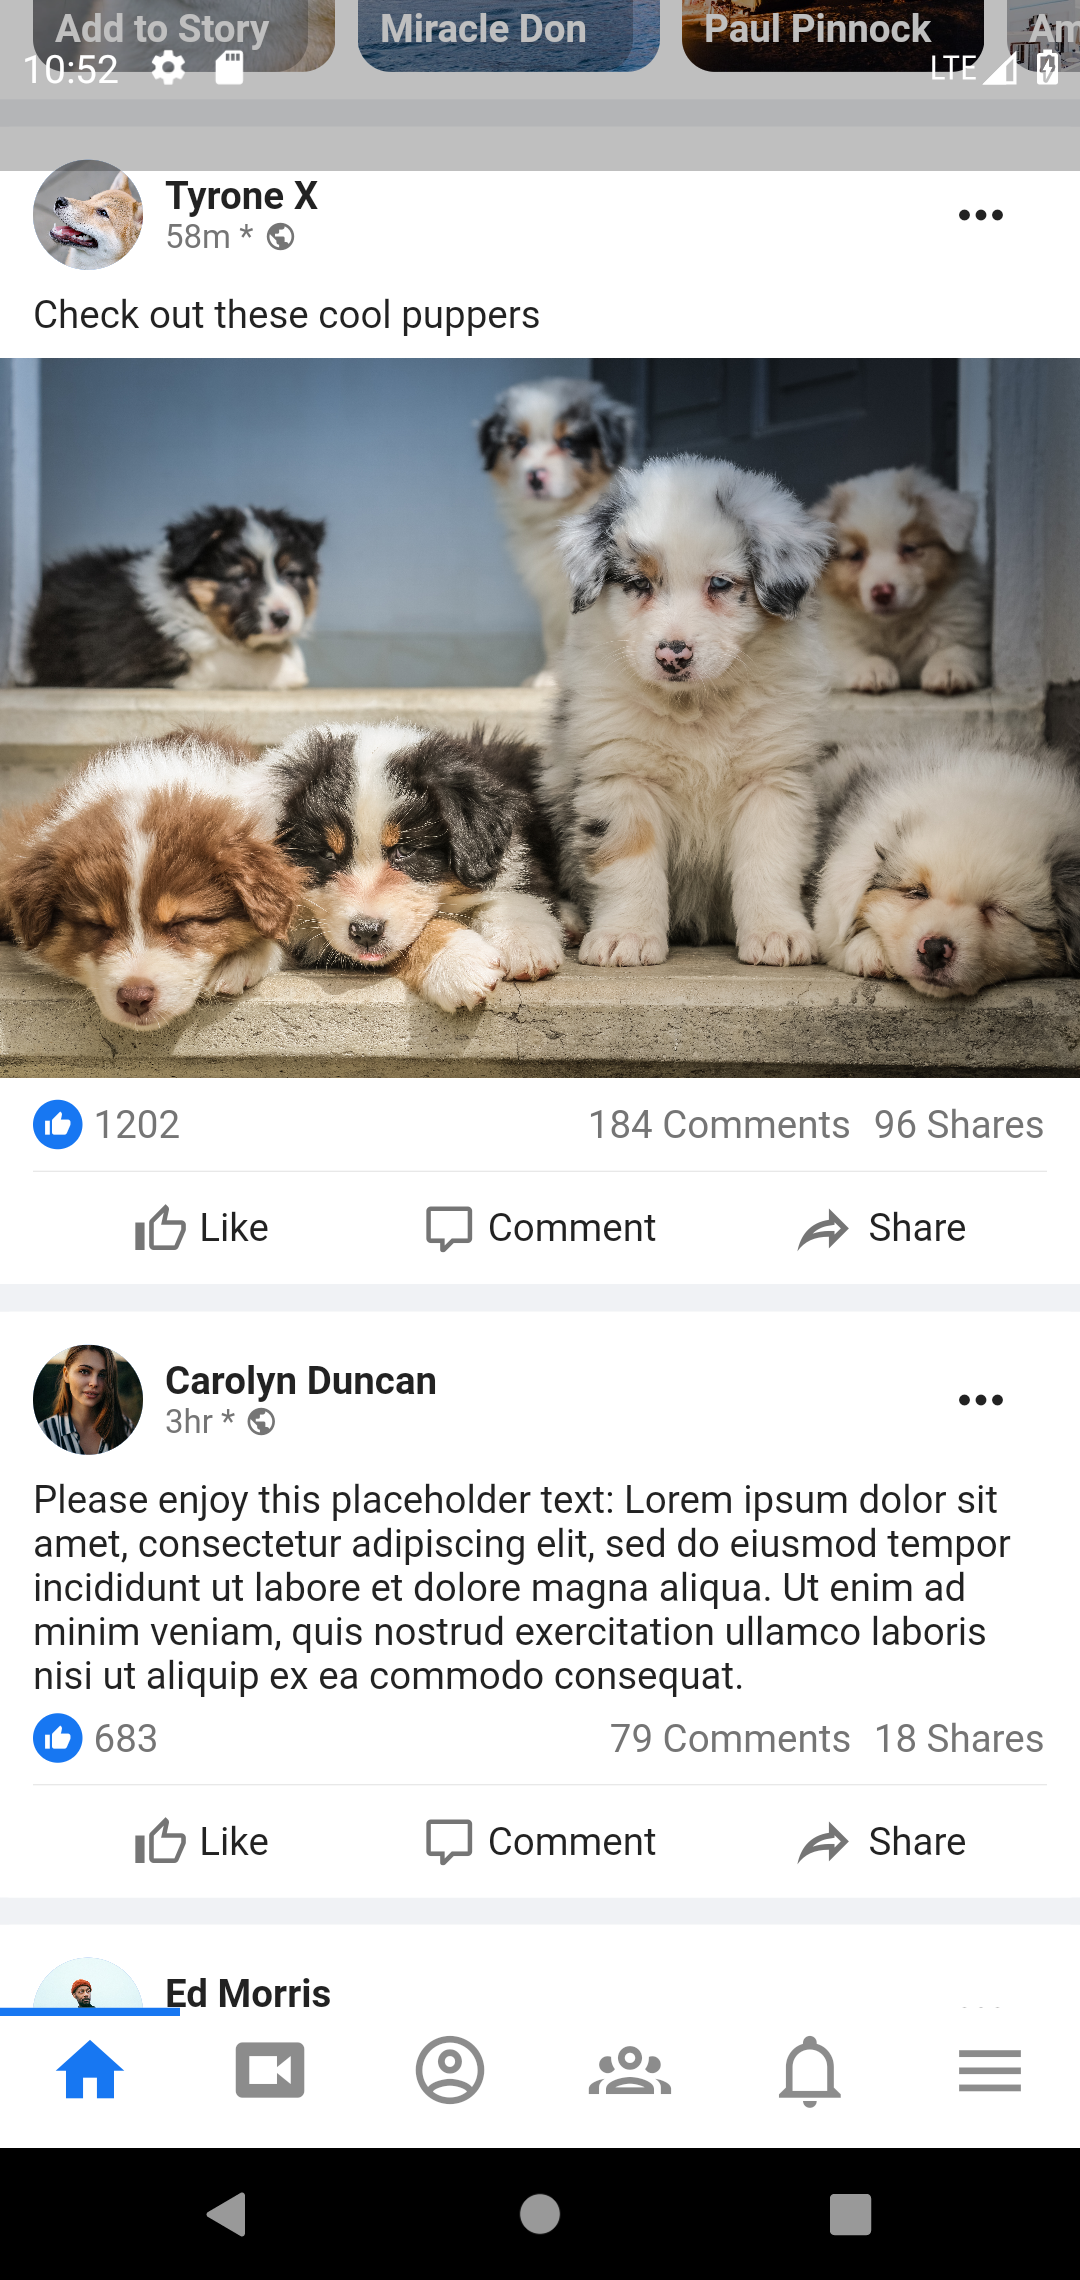 Add to Story
Miracle Don
Paul Pinnock
Am
10:52
LTE
Tyrone X
58m *
Check out these cool puppers
1202
184 Comments 96 Shares
Like
Comment
Share
Carolyn Duncan
3hr *
Please enjoy this placeholder text: Lorem ipsum dolor sit
amet, consectetur adipiscing elit, sed do eiusmod tempor
incididunt ut labore et dolore magna aliqua. Ut enim ad
minim veniam, quis nostrud exercitation ullamco laboris
nisi ut aliquip ex ea commodo consequat.
683
79 Comments 18 Shares
Like
Comment
Share
Ed Morris